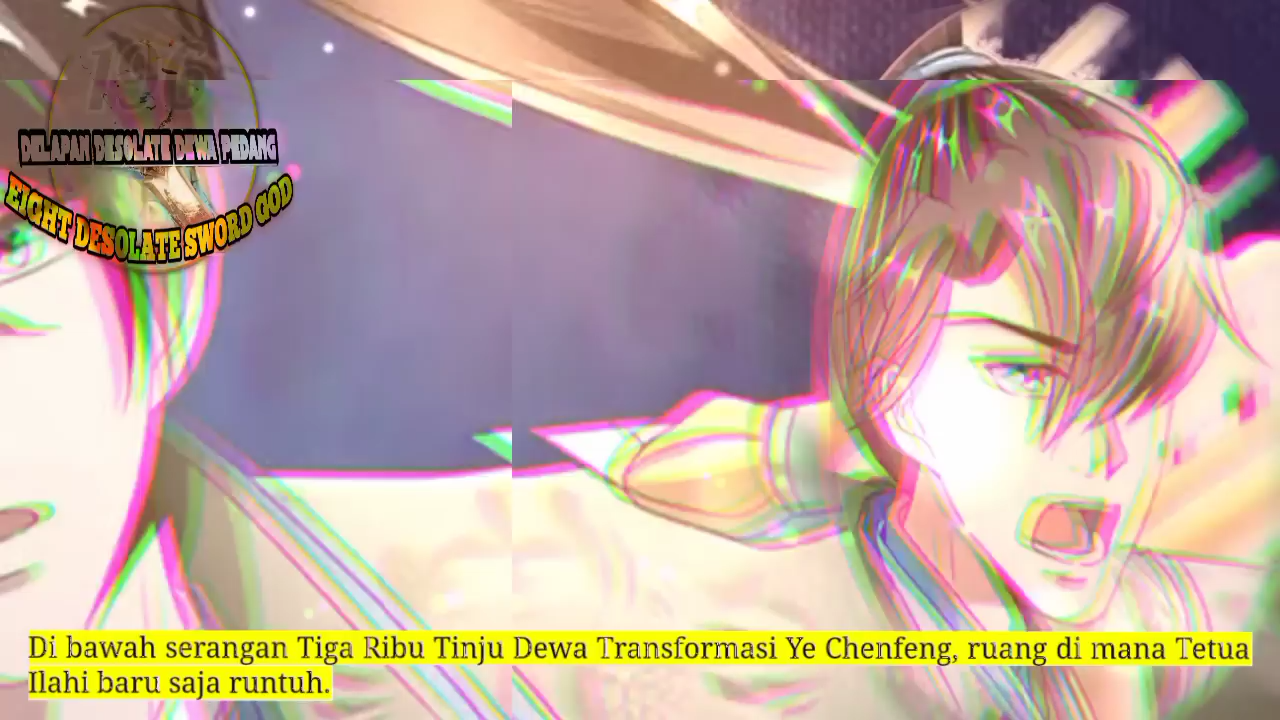 DELAPAN DESOLATE DEWA PEDANG
EIGHT DESOLATE SWORD GOD
Di bawah serangan Tiga Ribu Tinju Dewa Transformasi Ye Chenfeng, ruang di mana Tetua
Ilahi baru saja runtuh.